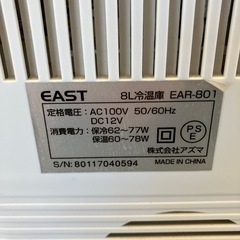 EAST 8L冷温庫 EAR-801
定格電圧：AC100V 50/60Hz
DC12V
消費電力：保冷62～77W
保温60～78W
PSE
株式会社アズマ
S/N: 80117040594 MADE IN CHINA